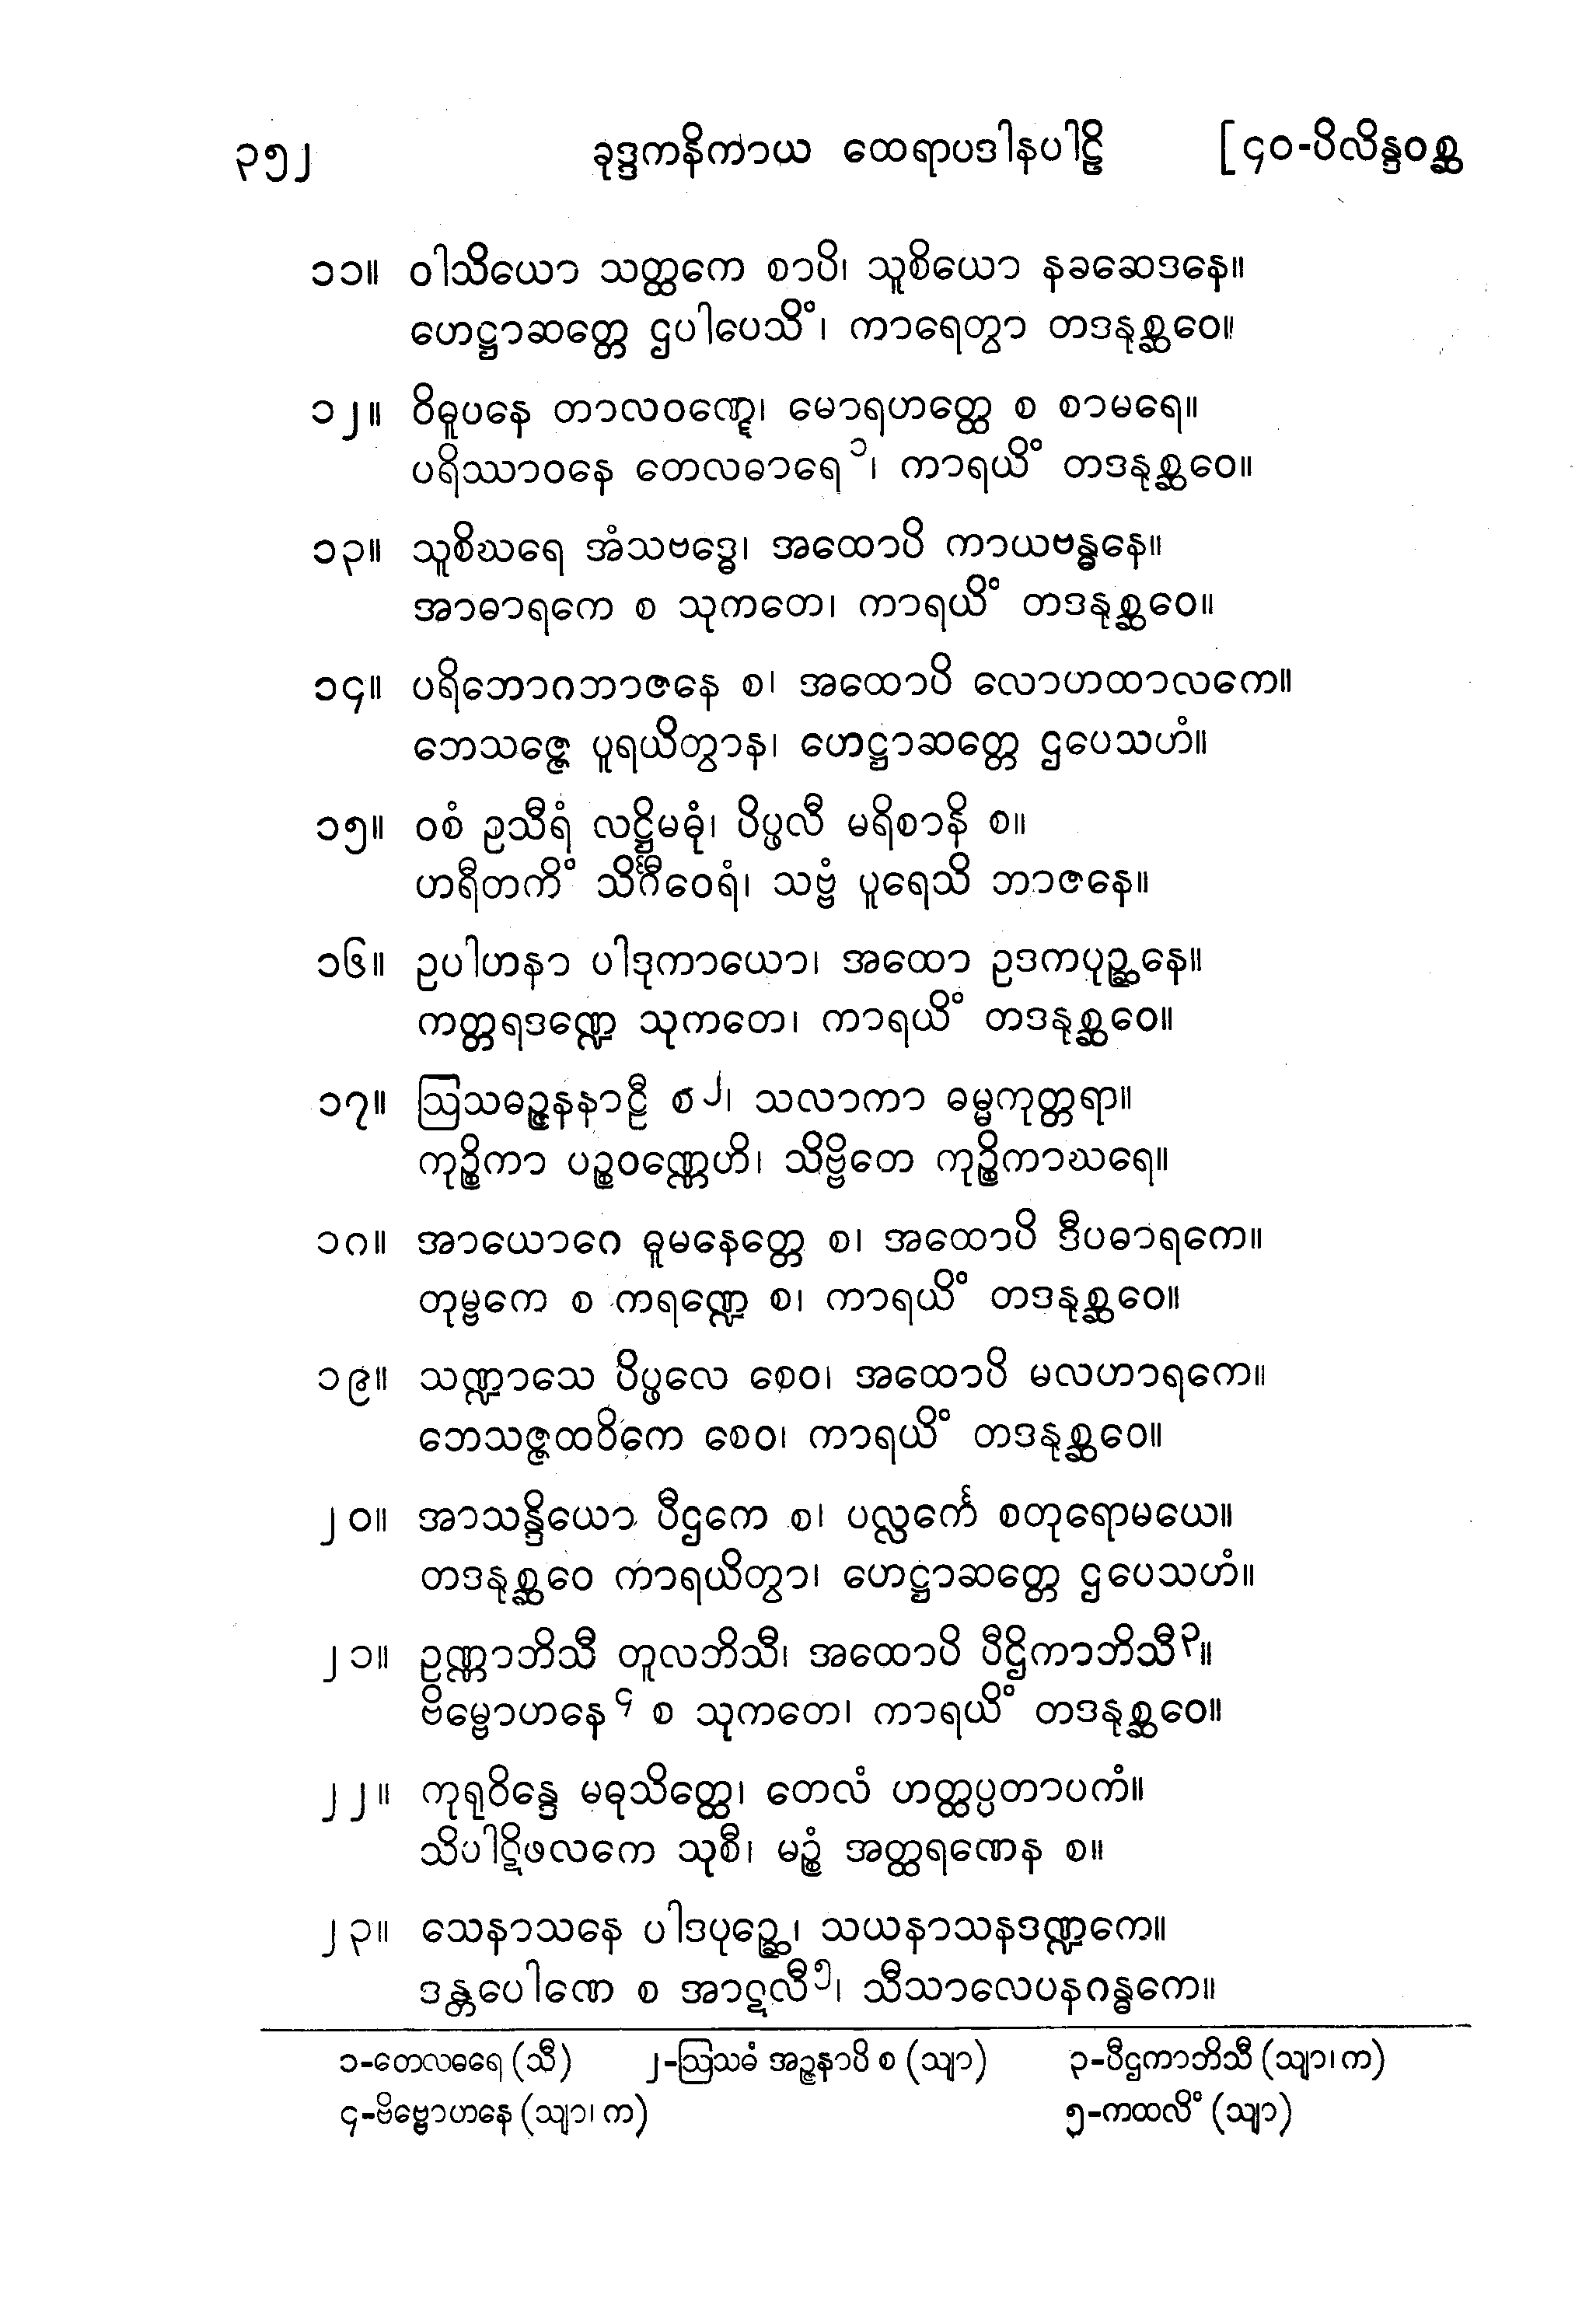 ၃၅၂ ခုဒ္ဒကနိကာယ ထေရာပဒါနပါဠိ [၄၀-ပိလိန္ဒဝစ္ဆ
၁၁။ ဝါသိယော သတ္ထကေ စာပိ၊ သူစိယော နခဆေဒနေ။
ဟေဋ္ဌာဆတ္တေ ဌပါပေသိံ၊ ကာရေတွာ တဒနုစ္ဆဝေ။
၁၂။ ဝိဓူပနေ တာလဝဏ္ဋေ၊ မောရဟတ္ထေ စ စာမရေ။
ပရိဿာဝနေ တေလဓာရေ၁၊ ကာရယိံ တဒနုစ္ဆဝေ။
၁၃။ သူစိဃရေ အံသဗဒ္ဓေ၊ အထောပိ ကာယဗန္ဓနေ။
အာဓာရကေ စ သုကတေ၊ ကာရယိံ တဒနုစ္ဆဝေ။
၁၄။ ပရိဘောဂဘာဇနေ စ၊ အထောပိ လောဟထာလကေ။
ဘေသဇ္ဇေ ပူရယိတွာန၊ ဟေဋ္ဌာဆတ္တေ ဌပေသဟံ။
၁၅။ ဝစံ ဥသီရံ လဋ္ဌိမဓုံ၊ ပိပ္ဖလီ မရိစာနိ စ။
ဟရီတကိံ သိင်္ဂီဝေရံ၊ သဗ္ဗံ ပူရေသိ ဘာဇနေ။
၁၆။ ဥပါဟနာ ပါဒုကာယော၊ အထော ဥဒကပုဉ္ဆနေ။
ကတ္တရဒဏ္ဍေ သုကတေ၊ ကာရယိံ တဒနုစ္ဆဝေ။
၁၇။ ဩသဓဉ္ဇနနာဠီ စ၂၊ သလာကာ ဓမ္မကုတ္တရာ။
ကုဉ္စိကာ ပဉ္စဝဏ္ဏေဟိ၊ သိဗ္ဗိတေ ကုဉ္စိကာဃရေ။
၁၈။ အာယောဂေ ဓူမနေတ္တေ စ၊ အထောပိ ဒီပဓာရကေ။
တုမ္ဗကေ စ ကရဏ္ဍေ စ၊ ကာရယိံ တဒနုစ္ဆဝေ။
၁၉။ သဏ္ဍာသေ ပိပ္ဖလေ စေဝ၊ အထောပိ မလဟာရကေ။
ဘေသဇ္ဇထဝိကေ စေဝ၊ ကာရယိံ တဒနုစ္ဆဝေ။
၂၀။ အာသန္ဒိယော ပီဌကေ စ၊ ပလ္လင်္ကေ စတုရောမယေ။
တဒနုစ္ဆဝေ ကာရယိတွာ၊ ဟေဋ္ဌာဆတ္တေ ဌပေသဟံ။
၂၁။ ဥဏ္ဏာဘိသီ တူလဘိသီ၊ အထောပိ ပီဌိကာဘိသီ၃။
ဗိမ္ဗောဟနေ၄ စ သုကတေ၊ ကာရယိံ တဒနုစ္ဆဝေ။
၂၂။ ကုရုဝိန္ဒေ မဓုသိတ္ထေ၊ တေလံ ဟတ္ထပ္ပတာပကံ။
သိပါဋိဖလကေ သုစီ၊ မဉ္စံ အတ္ထရဏေန စ။
၂၃။ သေနာသနေ ပါဒပုဉ္ဆေ၊ သယနာသနဒဏ္ဍကေ။
ဒန္တပေါဏေ စ အာဋလီ၅၊ သီသာလေပနဂန္ဓကေ။
၁-တေလဓရေ (သီ) ၂-ဩသဓံ အဉ္ဇနာပိ စ (သျာ) ၃-ပီဌကာဘိသီ (သျာ၊ က)
၄-ဗိဗ္ဗောဟနေ (သျာ၊ က) ၅-ကထလိံ (သျာ)